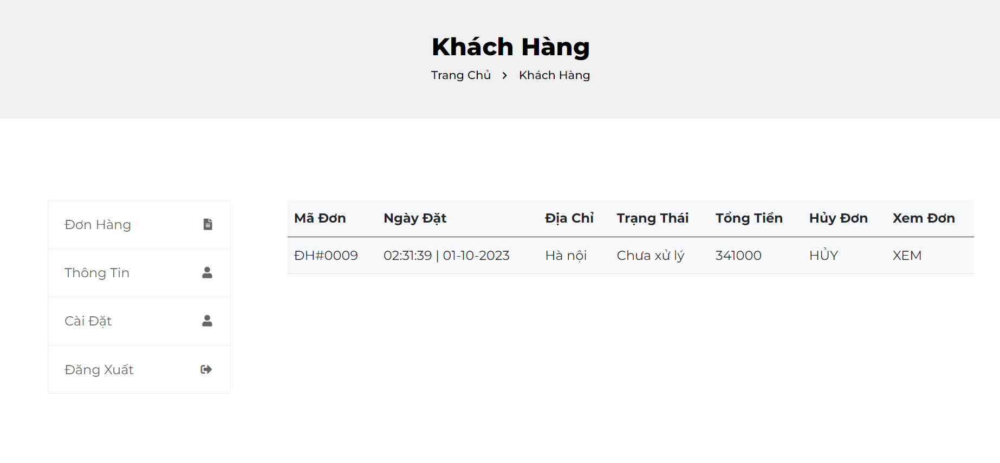 Khách Hàng
Trang Chủ > Khách Hàng
Đơn Hàng
Thông Tin
Cài Đặt
Đăng Xuất
Mã Đơn Ngày Đặt Địa Chỉ Trạng Thái Tổng Tiền Hủy Đơn Xem Đơn
ĐH#0009 02:31:39 | 01-10-2023 Hà nội Chưa xử lý 341000 HỦY XEM